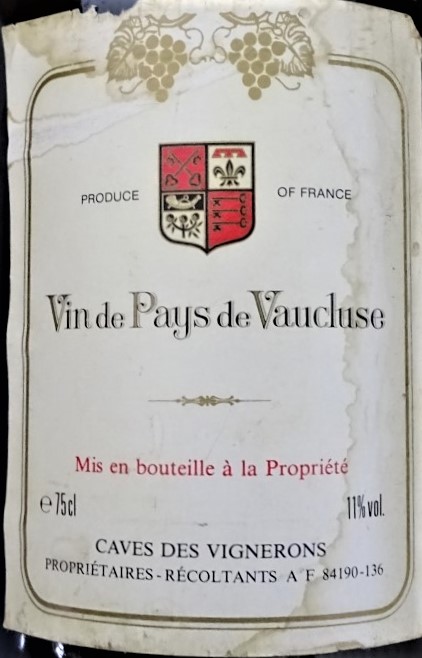 PRODUCE OF FRANCE
Vin de Pays de Vaucluse
Mis en bouteille à la Propriété
e 75cl 11% vol.
CAVES DES VIGNERONS
PROPRIÉTAIRES - RÉCOLTANTS A F 84190-136